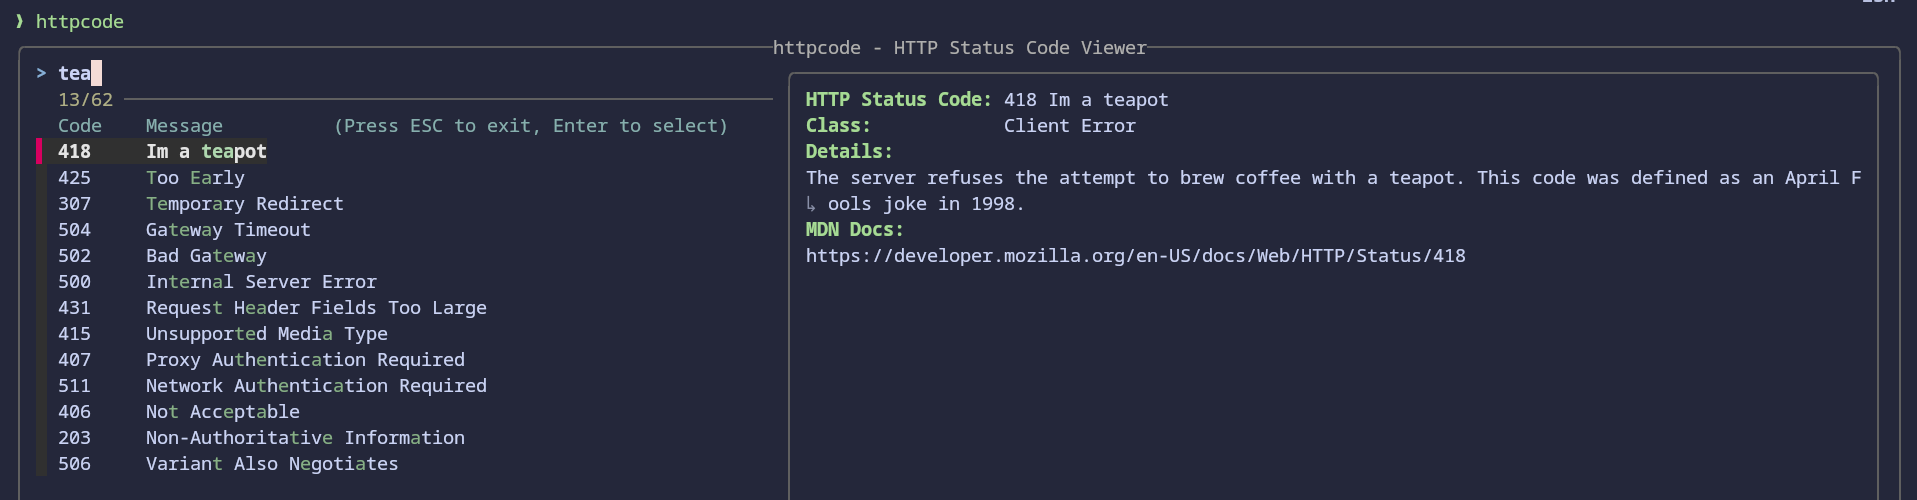 ❱ httpcode
httpcode - HTTP Status Code Viewer
> tea
13/62
Code    Message          (Press ESC to exit, Enter to select)
418     Im a teapot
425     Too Early
307     Temporary Redirect
504     Gateway Timeout
502     Bad Gateway
500     Internal Server Error
431     Request Header Fields Too Large
415     Unsupported Media Type
407     Proxy Authentication Required
511     Network Authentication Required
406     Not Acceptable
203     Non-Authoritative Information
506     Variant Also Negotiates
HTTP Status Code: 418 Im a teapot
Class:            Client Error
Details:
The server refuses the attempt to brew coffee with a teapot. This code was defined as an April F
↳ ools joke in 1998.
MDN Docs:
https://developer.mozilla.org/en-US/docs/Web/HTTP/Status/418